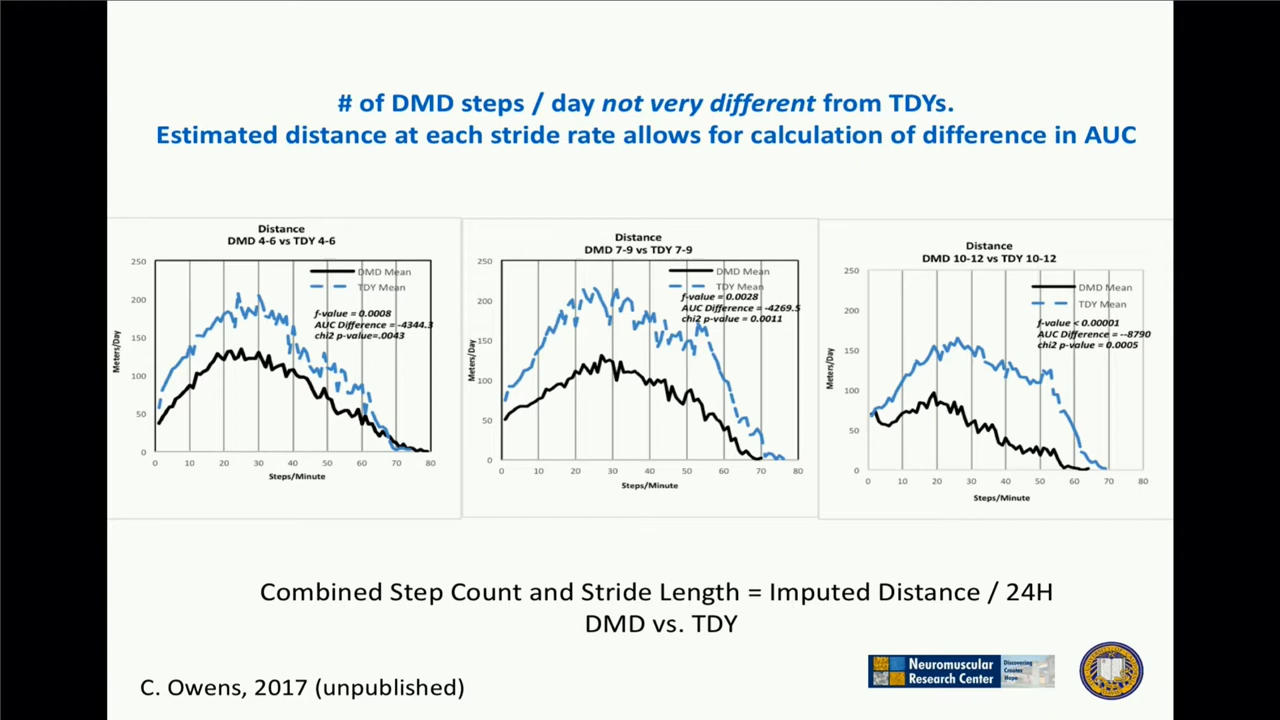 # of DMD steps / day not very different from TDYs.
Estimated distance at each stride rate allows for calculation of difference in AUC
Distance
DMD 4-6 vs TDY 4-6
250
200
150
100
50
0
Meters/Day
DMD Mean
TDY Mean
f-value = 0.0008
AUC Difference = -4344.3
chi2 p-value=.0043
0 10 20 30 40 50 60 70 80
Steps/Minute
Distance
DMD 7-9 vs TDY 7-9
250
200
150
100
50
0
Meters/Day
DMD Mean
TDY Mean
f-value = 0.0028
AUC Difference = -4269.5
chi2 p-value = 0.0011
0 10 20 30 40 50 60 70 80
Steps/Minute
Distance
DMD 10-12 vs TDY 10-12
250
200
150
100
50
0
Meters/Day
DMD Mean
TDY Mean
f-value < 0.00001
AUC Difference = --8790
chi2 p-value = 0.0005
0 10 20 30 40 50 60 70 80
Steps/Minute
Combined Step Count and Stride Length = Imputed Distance / 24H
DMD vs. TDY
Neuromuscular
Research Center
Discovering
Creates
Hope
C. Owens, 2017 (unpublished)